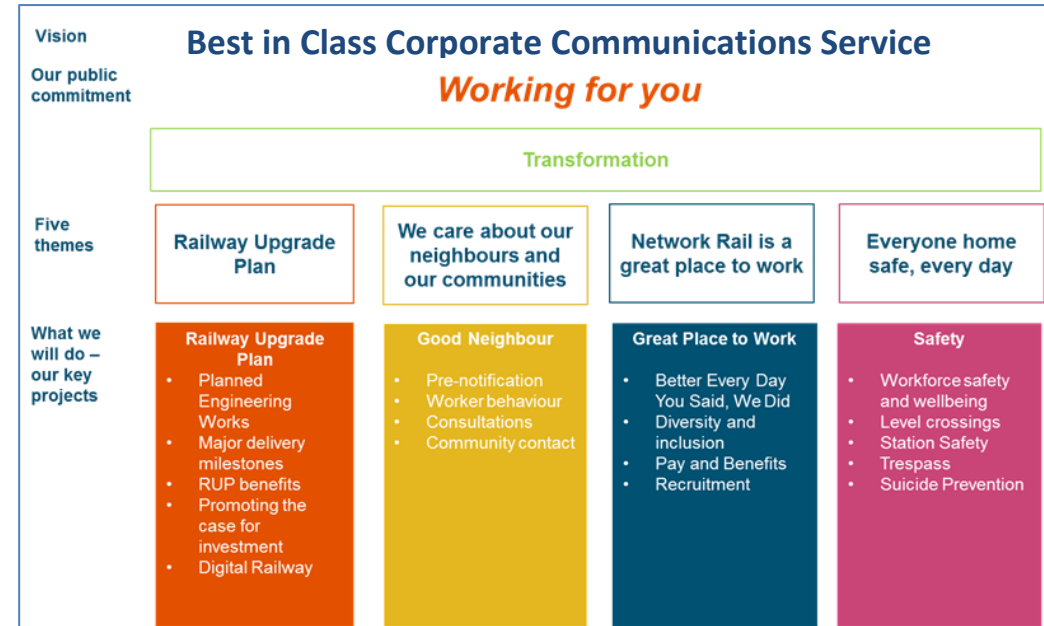 Vision
Best in Class Corporate Communications Service
Our public
commitment
Working for you
Transformation
Five
themes
Railway Upgrade
Plan
We care about our
neighbours and
our communities
Network Rail is a
great place to work
Everyone home
safe, every day
What we
will do –
our key
projects
Railway Upgrade
Plan
• Planned
Engineering
Works
• Major delivery
milestones
• RUP benefits
• Promoting the
case for
investment
• Digital Railway
Good Neighbour
• Pre-notification
• Worker behaviour
• Consultations
• Community contact
Great Place to Work
• Better Every Day
You Said, We Did
• Diversity and
inclusion
• Pay and Benefits
• Recruitment
Safety
• Workforce safety
and wellbeing
• Level crossings
• Station Safety
• Trespass
• Suicide Prevention